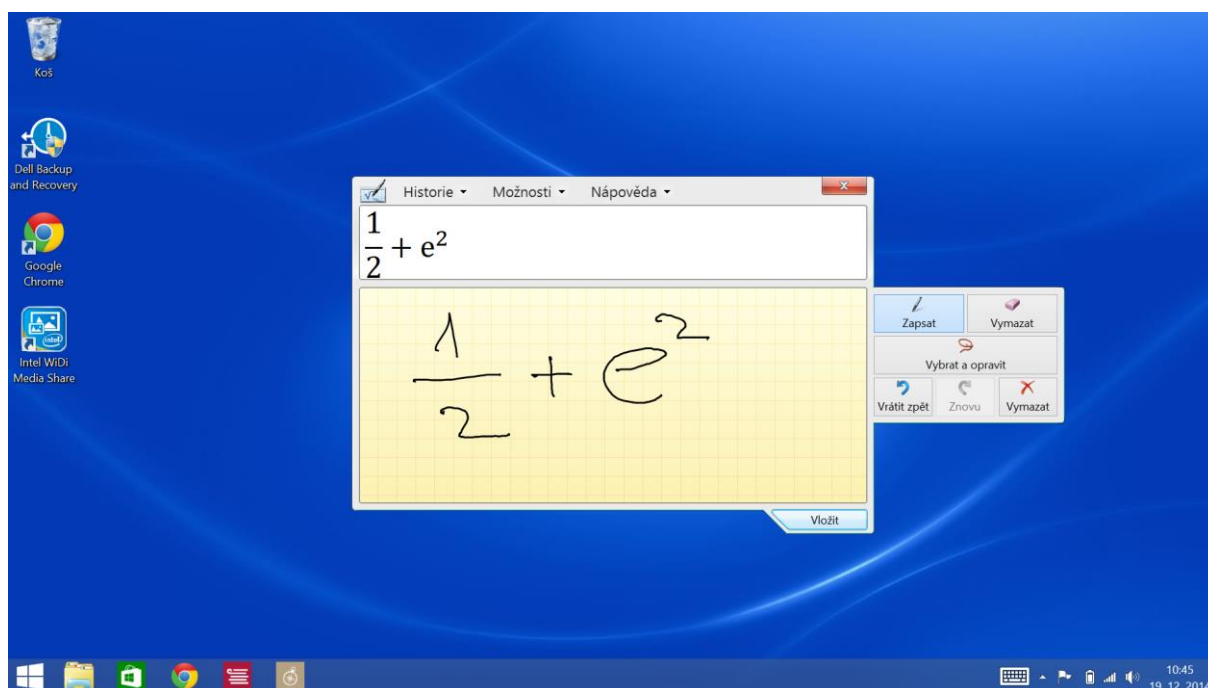 Koš
Dell Backup
and Recovery
Google
Chrome
Intel WiDi
Media Share
Historie
Možnosti
Nápověda
1
2
+ e²
1
2
+ e²
Zapsat
Vymazat
Vybrat a opravit
Vrátit zpět
Znovu
Vymazat
Vložit
10:45
19. 12. 2014